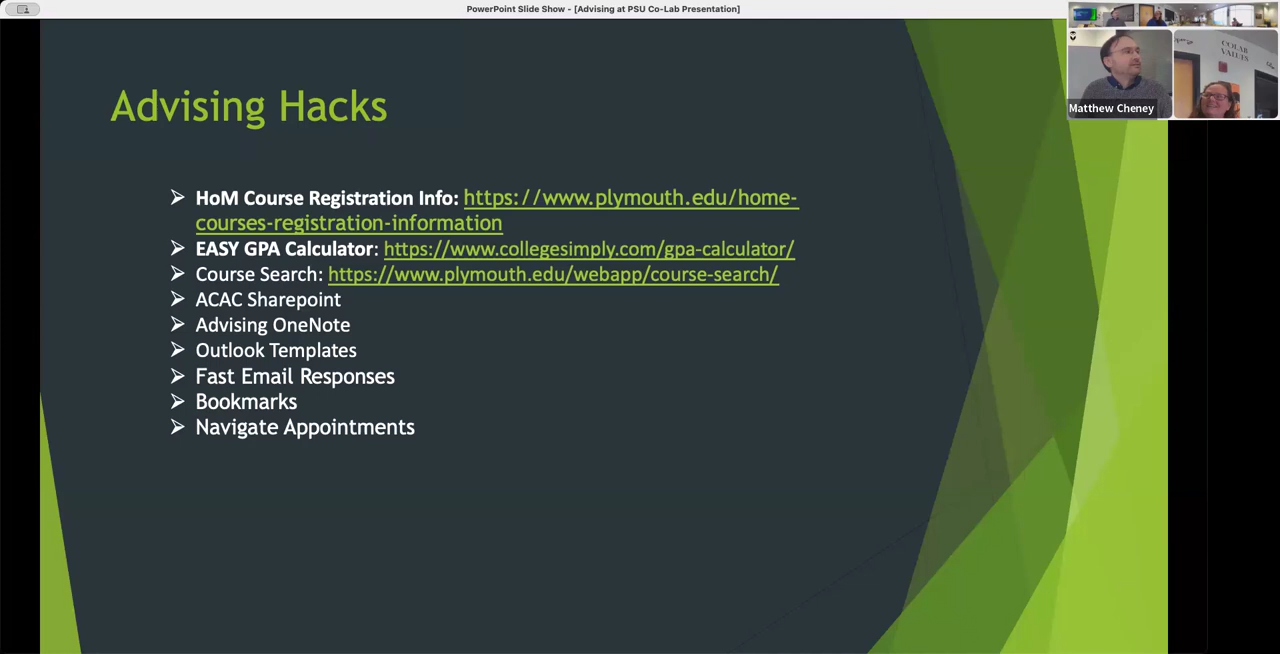 PowerPoint Slide Show - [Advising at PSU Co-Lab Presentation]
Advising Hacks
HoM Course Registration Info: https://www.plymouth.edu/home-
courses-registration-information
EASY GPA Calculator: https://www.collegesimply.com/gpa-calculator/
Course Search: https://www.plymouth.edu/webapp/course-search/
ACAC Sharepoint
Advising OneNote
Outlook Templates
Fast Email Responses
Bookmarks
Navigate Appointments
Matthew Cheney
COLAB
VALUES